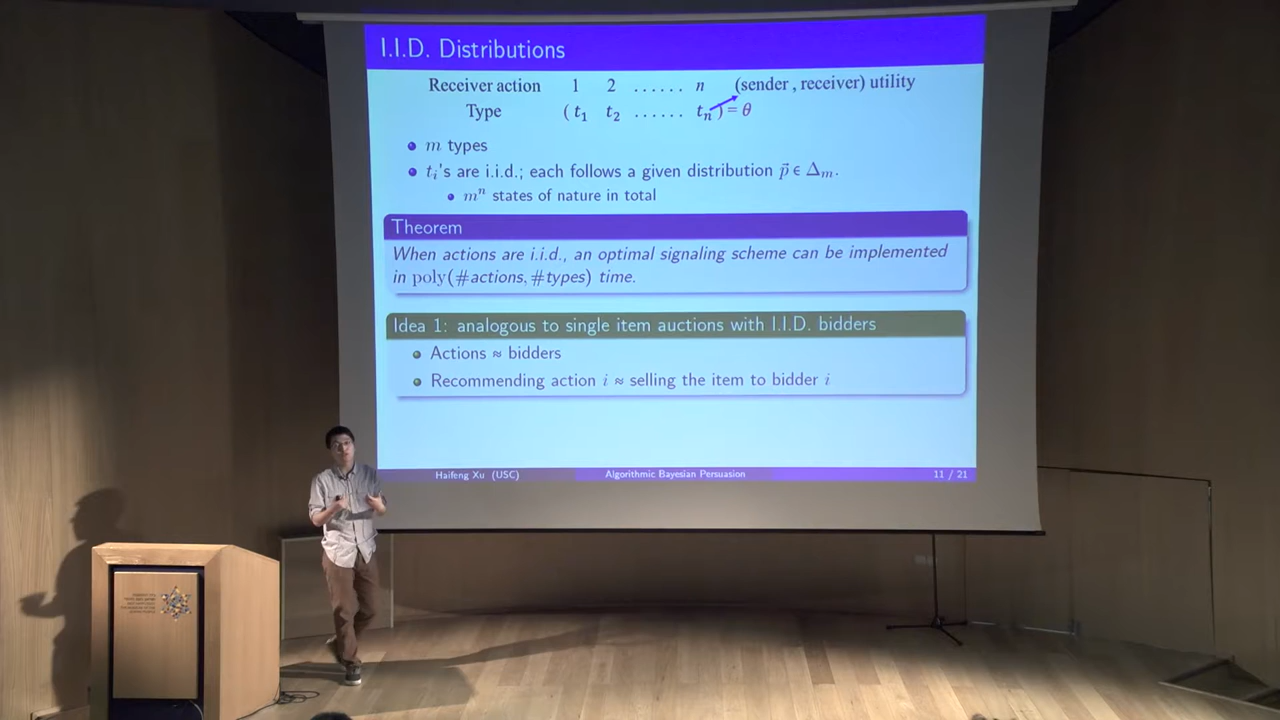 I.I.D. Distributions
Receiver action 1 2 ...... n (sender , receiver) utility
Type ( t₁ t₂ ...... tₙ ) = θ
m types
tᵢ's are i.i.d.; each follows a given distribution p⃗ ∈ Δₘ.
mⁿ states of nature in total
Theorem
When actions are i.i.d., an optimal signaling scheme can be implemented
in poly(#actions, #types) time.
Idea 1: analogous to single item auctions with I.I.D. bidders
Actions ≈ bidders
Recommending action i ≈ selling the item to bidder i
Haifeng Xu (USC) Algorithmic Bayesian Persuasion 11 / 21